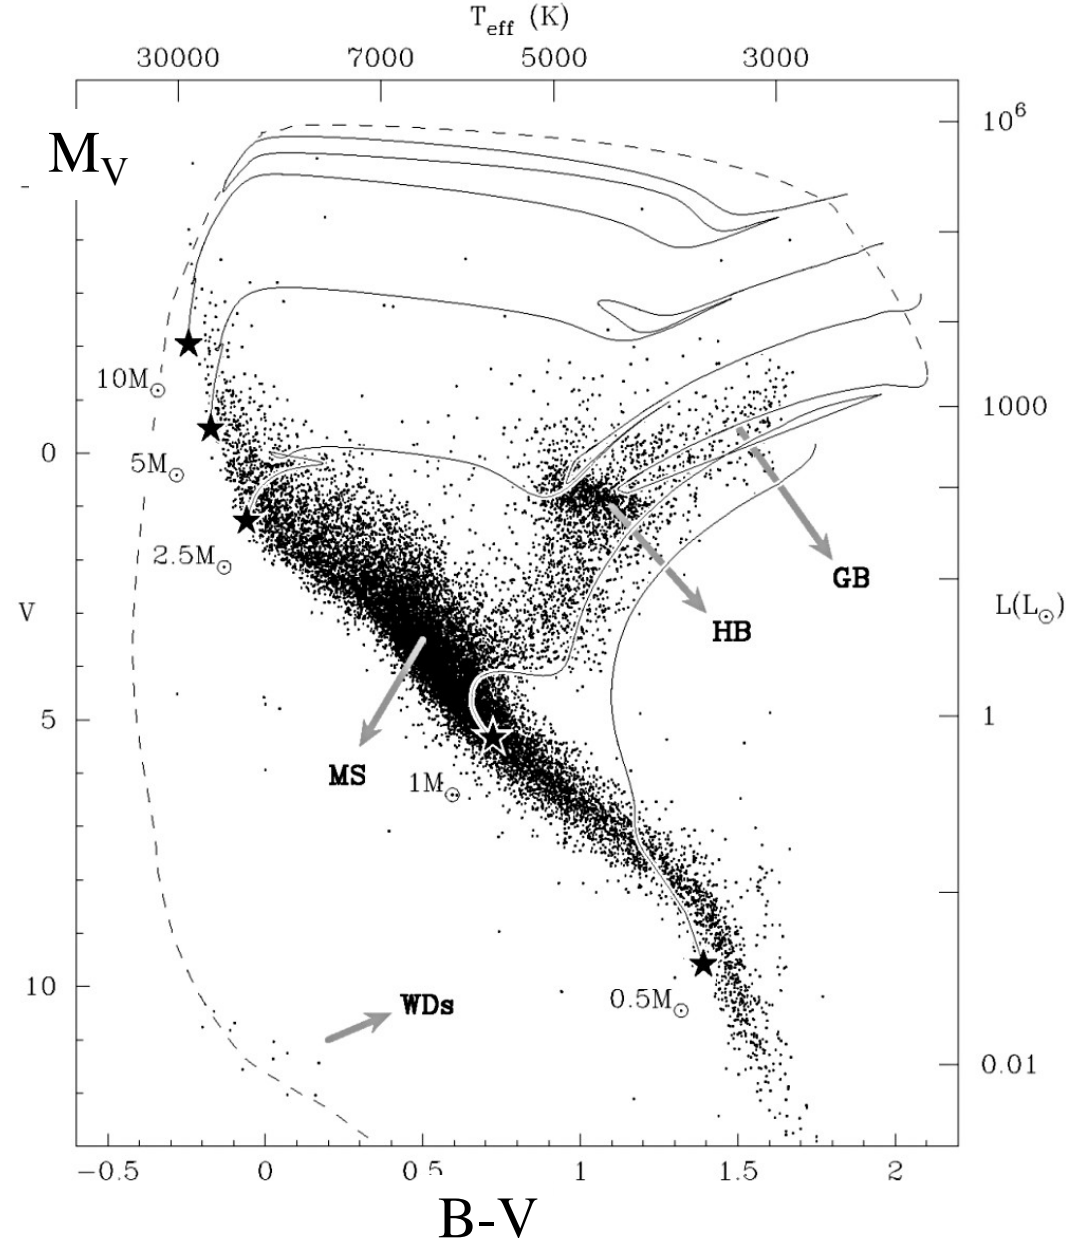 T_eff (K)
30000 7000 5000 3000
M_V
10^6
10M⊙
1000
0
5M⊙
2.5M⊙
GB
V
L(L⊙)
HB
5
1
MS
1M⊙
10
0.5M⊙
WDs
0.01
−0.5 0 0.5 1 1.5 2
B-V